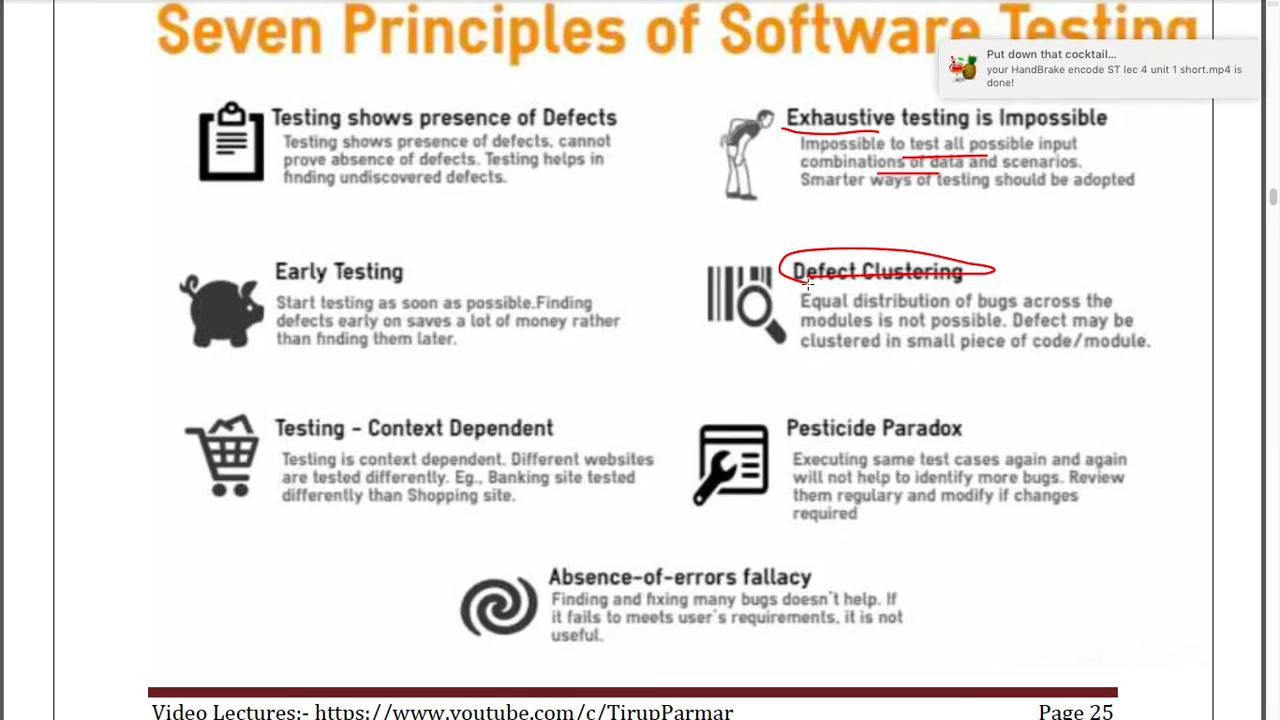 Seven Principles of Software Testing
Put down that cocktail...
your HandBrake encode ST lec 4 unit 1 short.mp4 is
done!
Testing shows presence of Defects
Testing shows presence of defects, cannot
prove absence of defects. Testing helps in
finding undiscovered defects.
Exhaustive testing is Impossible
Impossible to test all possible input
combinations of data and scenarios.
Smarter ways of testing should be adopted
Early Testing
Start testing as soon as possible.Finding
defects early on saves a lot of money rather
than finding them later.
Defect Clustering
Equal distribution of bugs across the
modules is not possible. Defect may be
clustered in small piece of code/module.
Testing - Context Dependent
Testing is context dependent. Different websites
are tested differently. Eg., Banking site tested
differently than Shopping site.
Pesticide Paradox
Executing same test cases again and again
will not help to identify more bugs. Review
them regulary and modify if changes
required
Absence-of-errors fallacy
Finding and fixing many bugs doesn't help. If
it fails to meets user's requirements, it is not
useful.
Video Lectures:- https://www.youtube.com/c/TirupParmar
Page 25